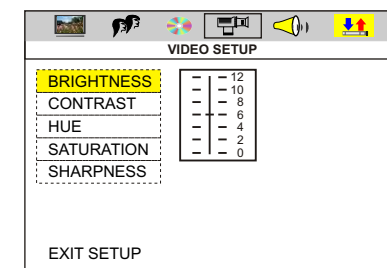 VIDEO SETUP
BRIGHTNESS
CONTRAST
HUE
SATURATION
SHARPNESS
12
10
8
6
4
2
0
EXIT SETUP